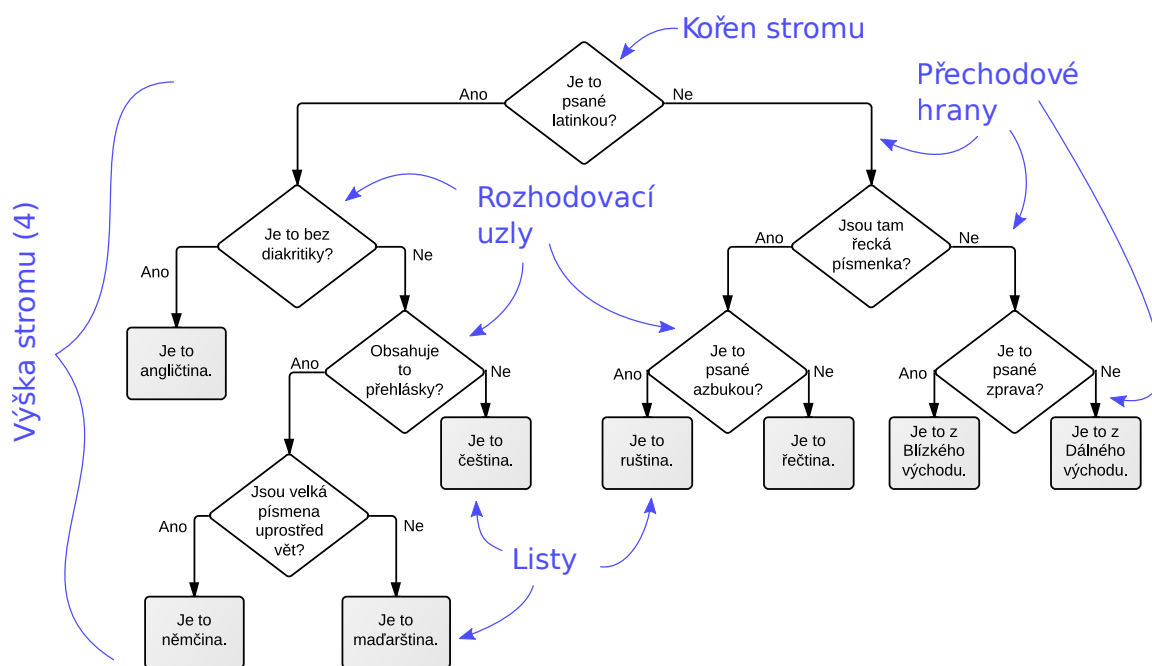 Kořen stromu
Je to
psané
latinkou?
Ano
Ne
Přechodové
hrany
Výška stromu (4)
Rozhodovací
uzly
Je to bez
diakritiky?
Ano
Ne
Jsou tam
řecká
písmenka?
Ano
Ne
Je to
angličtina.
Obsahuje
to
přehlásky?
Ano
Ne
Je to
psané
azbukou?
Ano
Ne
Je to
psané
zprava?
Ano
Ne
Je to
čeština.
Je to
ruština.
Je to
řečtina.
Je to z
Blízkého
východu.
Je to z
Dálného
východu.
Jsou velká
písmena
uprostřed
vět?
Ano
Ne
Listy
Je to
němčina.
Je to
maďarština.